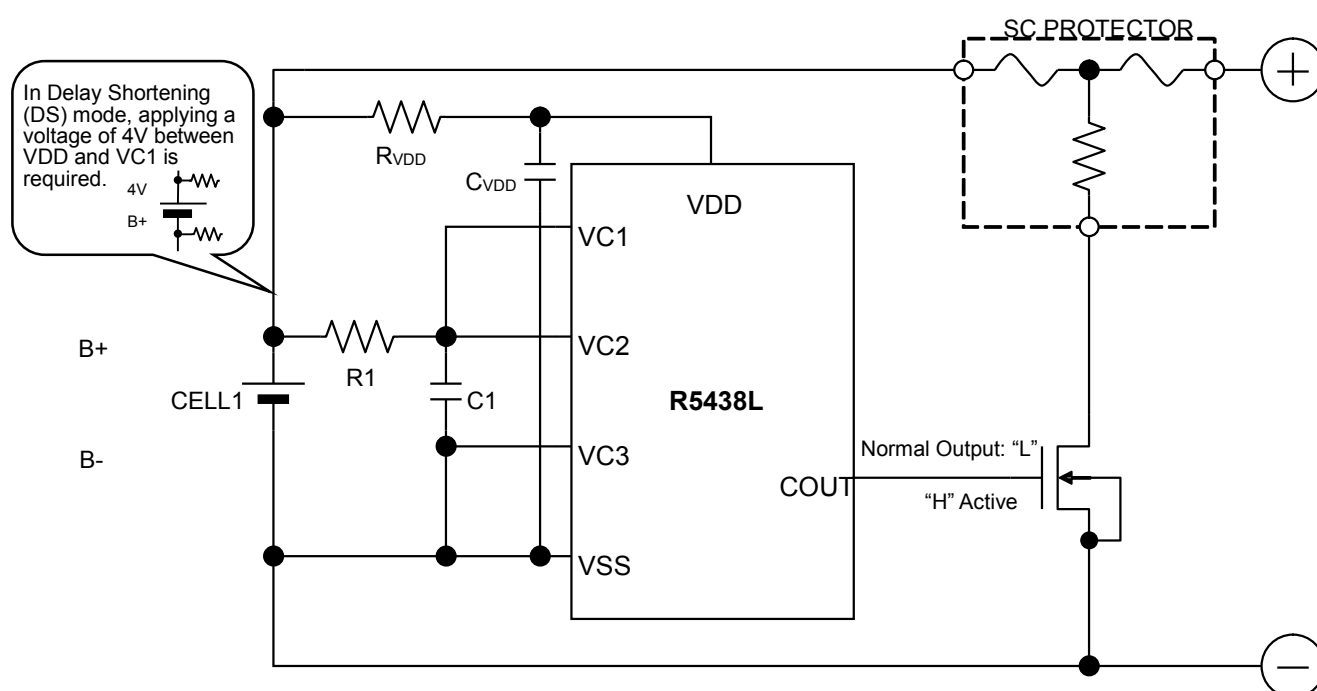 SC PROTECTOR
In Delay Shortening
(DS) mode, applying a
voltage of 4V between
VDD and VC1 is
required.
4V
B+
RVDD
CVDD
VDD
VC1
B+
R1
VC2
CELL1
C1
R5438L
B-
VC3
Normal Output: “L”
COUT
“H” Active
VSS